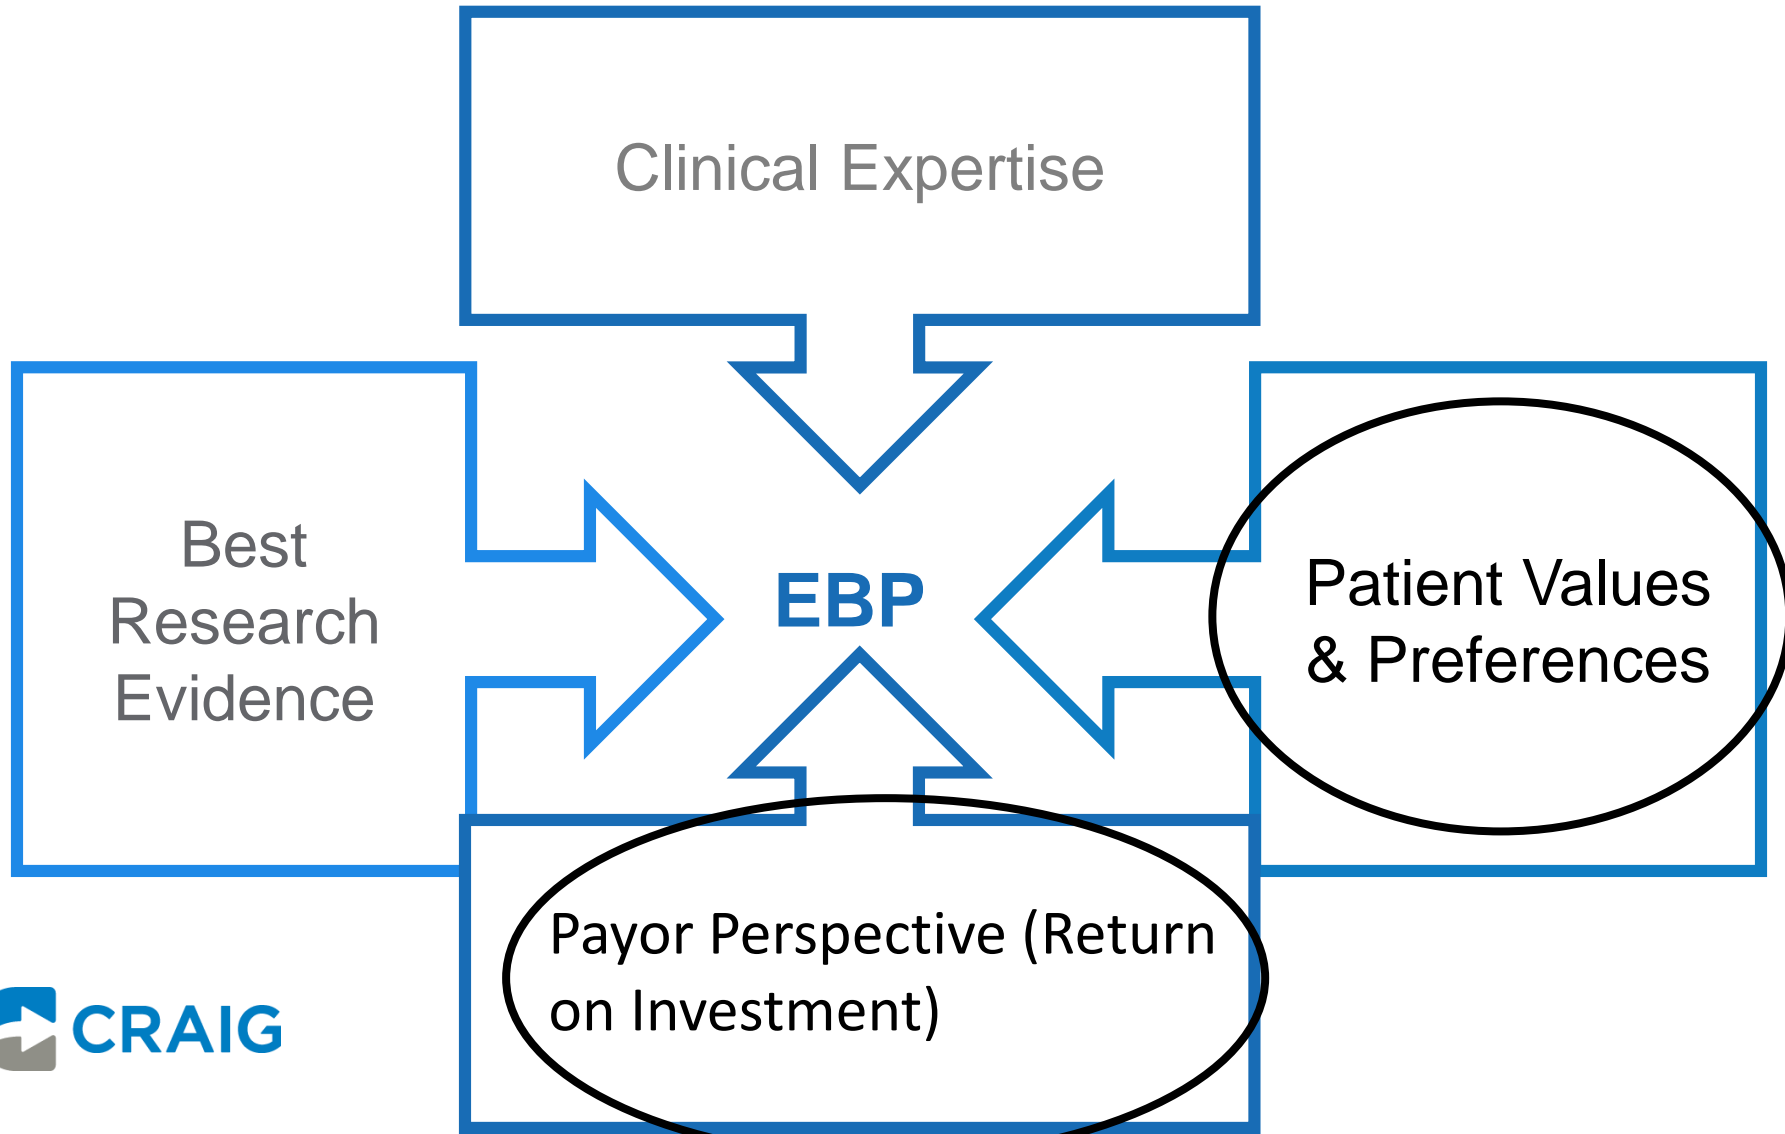 Clinical Expertise
Best
Research
Evidence
EBP
Patient Values
& Preferences
Payor Perspective (Return
on Investment)
CRAIG